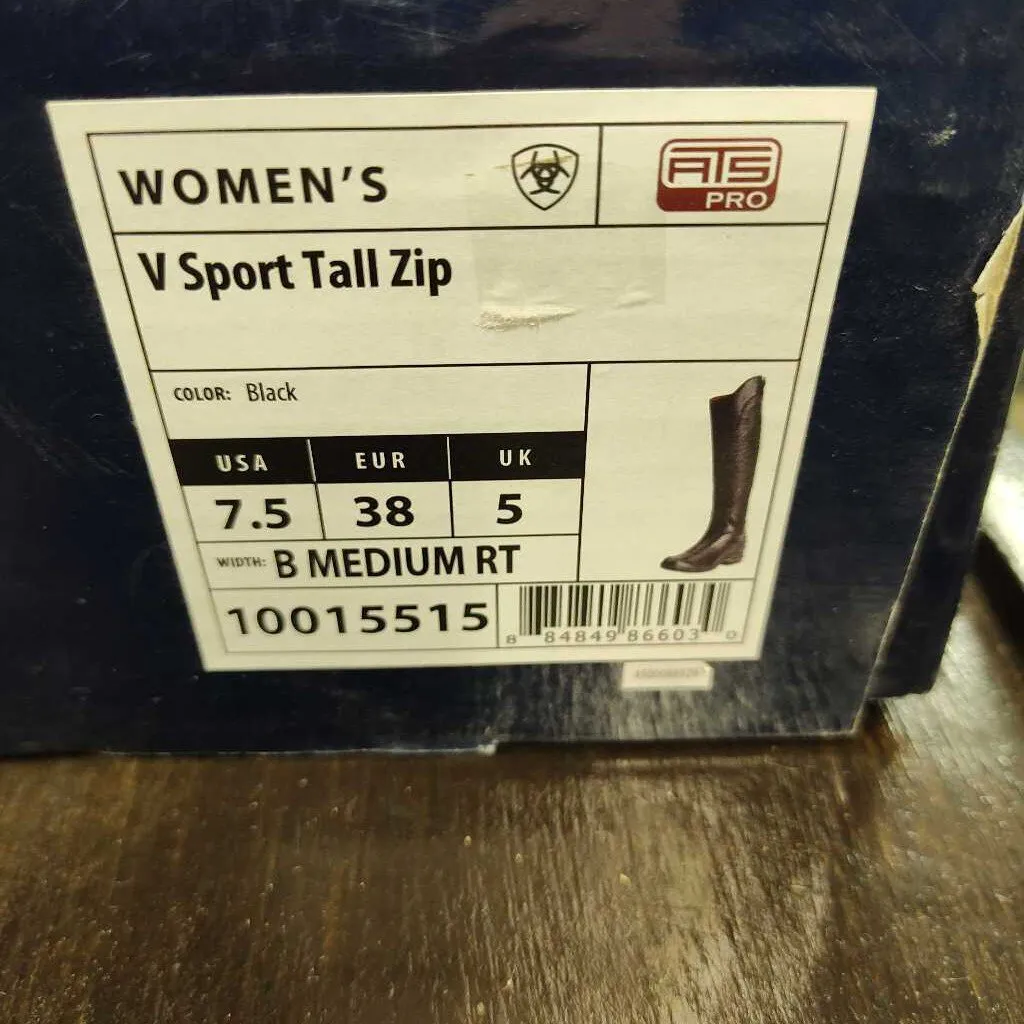 WOMEN'S
ATS
PRO
V Sport Tall Zip
COLOR: Black
USA EUR UK
7.5 38 5
WIDTH: B MEDIUM RT
10015515
8 84849 86603 0